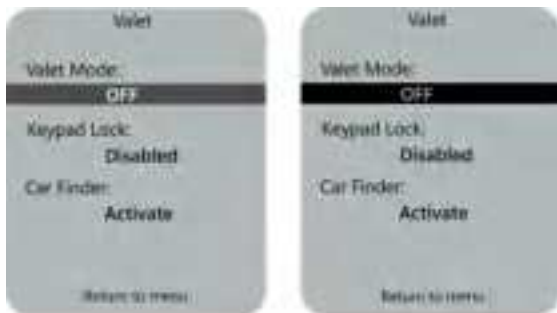 Valet
Valet Mode:
OFF
Keypad Lock:
Disabled
Car Finder:
Activate
Return to menu
Valet
Valet Mode:
OFF
Keypad Lock:
Disabled
Car Finder:
Activate
Return to menu